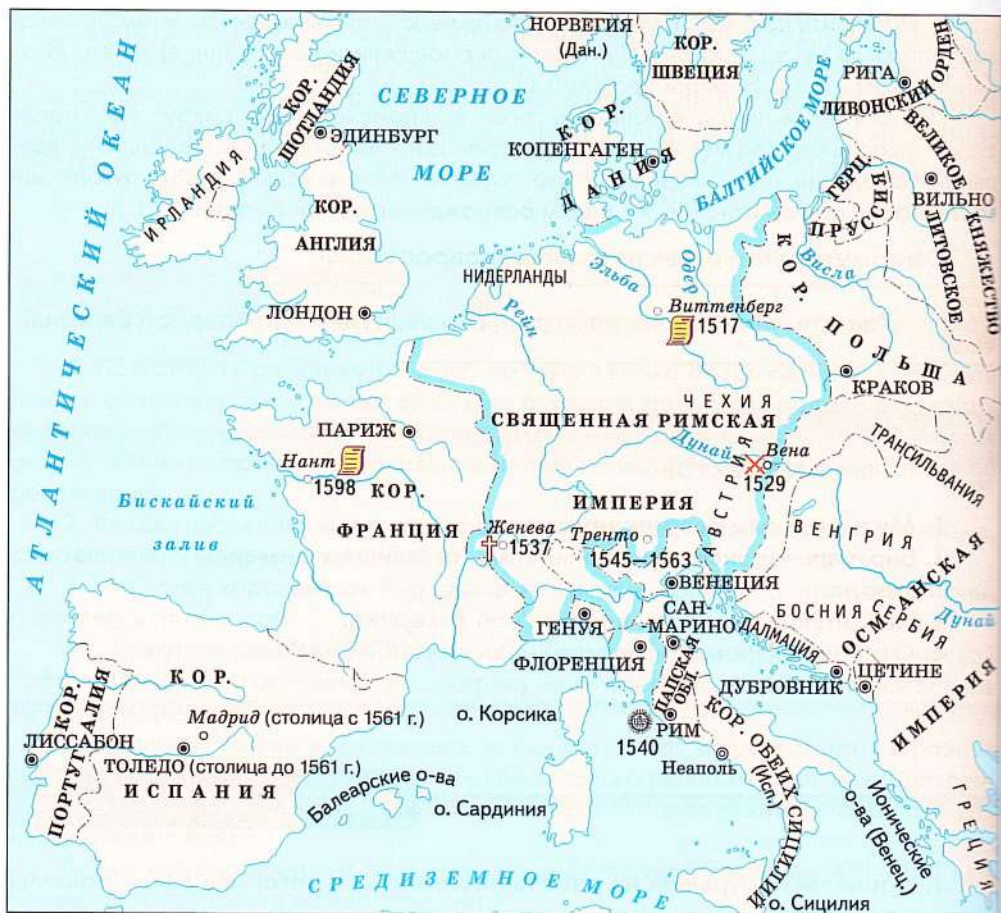 НОРВЕГИЯ
(Дан.)
КОР.
ШВЕЦИЯ
РИГА
ЛИВОНСКИЙ ОРДЕН
КОР.
ШОТЛАНДИЯ
ЭДИНБУРГ
СЕВЕРНОЕ
МОРЕ
КОР.
ДАНИЯ
КОПЕНГАГЕН
БАЛТИЙСКОЕ МОРЕ
ГЕРЦ.
ПРУССИЯ
ВЕЛИКОЕ
КНЯЖЕСТВО
ЛИТОВСКОЕ
ВИЛЬНО
АТЛАНТИЧЕСКИЙ ОКЕАН
ИРЛАНДИЯ
КОР.
АНГЛИЯ
ЛОНДОН
НИДЕРЛАНДЫ
Рейн
Эльба
Одер
Висла
Виттенберг
1517
КОР.
ПОЛЬША
КРАКОВ
ЧЕХИЯ
СВЯЩЕННАЯ РИМСКАЯ
ИМПЕРИЯ
Дунай
Вена
1529
АВСТРИЯ
ТРАНСИЛЬВАНИЯ
ВЕНГРИЯ
ПАРИЖ
Нант
1598
КОР.
ФРАНЦИЯ
Бискайский
залив
Женева
1537
Тренто
1545–1563
ВЕНЕЦИЯ
ГЕНУЯ
САН-
МАРИНО
ФЛОРЕНЦИЯ
ПАПСКАЯ
ОБЛ.
РИМ
1540
БОСНИЯ
СЕРБИЯ
Дунай
ДАЛМАЦИЯ
ДУБРОВНИК
ЦЕТИНЕ
ОСМАНСКАЯ
ИМПЕРИЯ
КОР. ОБЕИХ СИЦИЛИЙ
(Исп.)
Неаполь
КОР.
ПОРТУГАЛИЯ
ЛИССАБОН
КОР.
ИСПАНИЯ
Мадрид (столица с 1561 г.)
ТОЛЕДО (столица до 1561 г.)
о. Корсика
Балеарские о-ва
о. Сардиния
Ионические
о-ва (Венец.)
ГРЕЦИЯ
о. Сицилия
СРЕДИЗЕМНОЕ МОРЕ